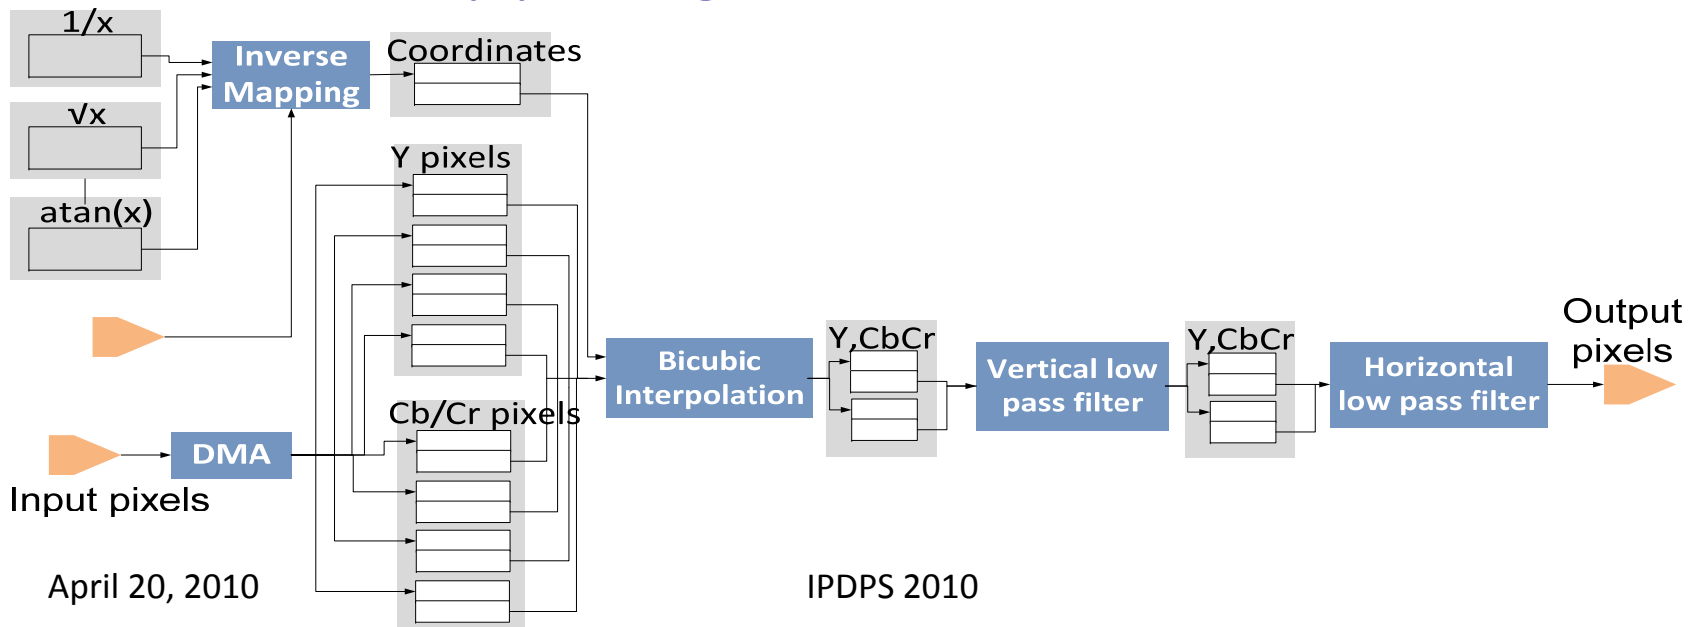 1/x
√x
atan(x)
Inverse
Mapping
Coordinates
Y pixels
Cb/Cr pixels
DMA
Input pixels
Bicubic
Interpolation
Y,CbCr
Vertical low
pass filter
Y,CbCr
Horizontal
low pass filter
Output
pixels
April 20, 2010
IPDPS 2010